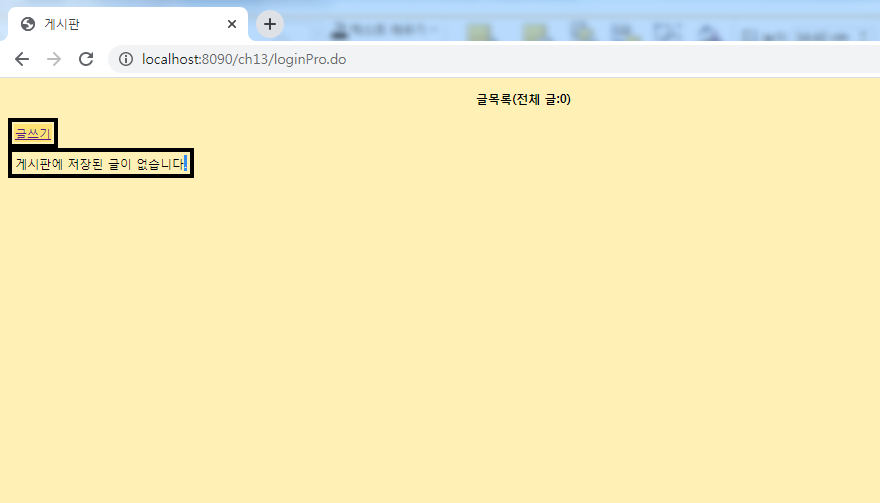 게시판
localhost:8090/ch13/loginPro.do
글목록(전체 글:0)
글쓰기
게시판에 저장된 글이 없습니다.